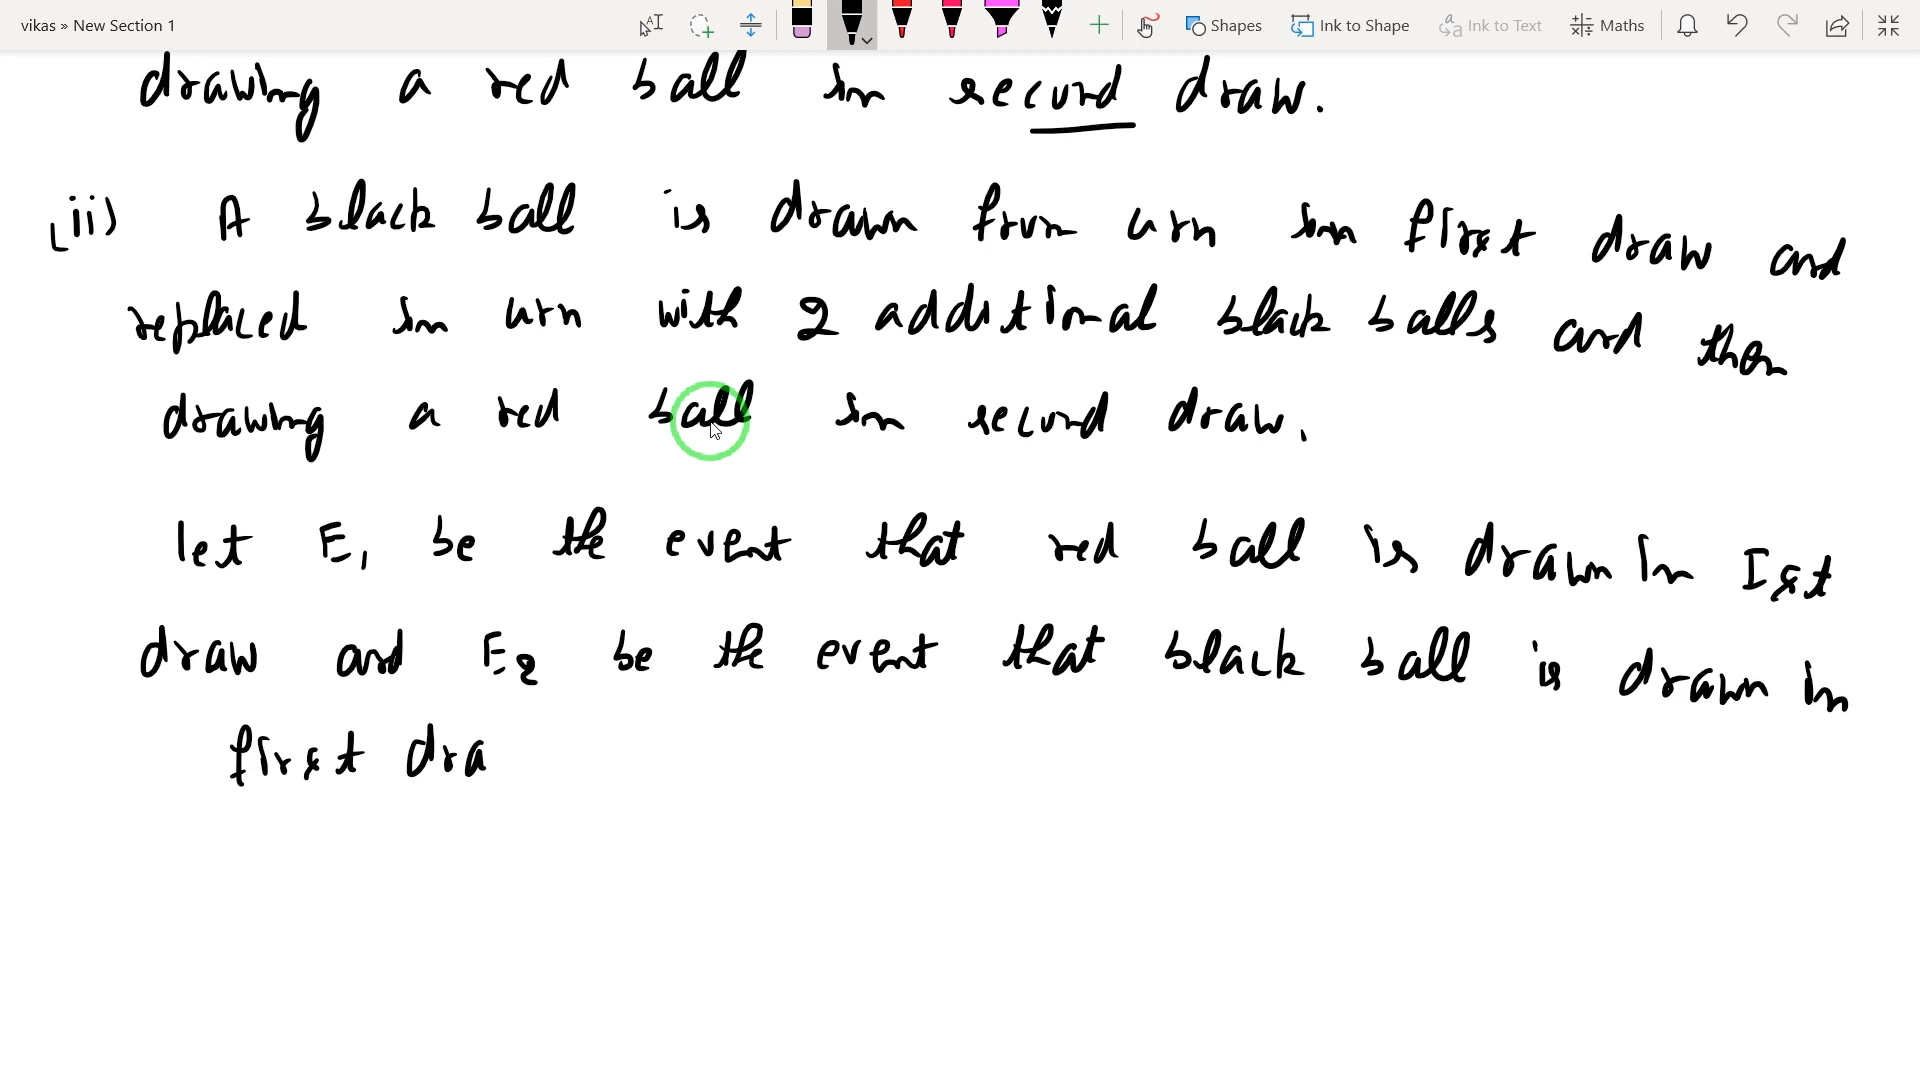 vikas » New Section 1
Shapes
Ink to Shape
Ink to Text
Maths
drawing a red ball in second draw.
(ii) A black ball is drawn from urn in first draw and
replaced in urn with 2 additional black balls and then
drawing a red ball in second draw.
let E1 be the event that red ball is drawn in Ist
draw and E2 be the event that black ball is drawn in
first dra